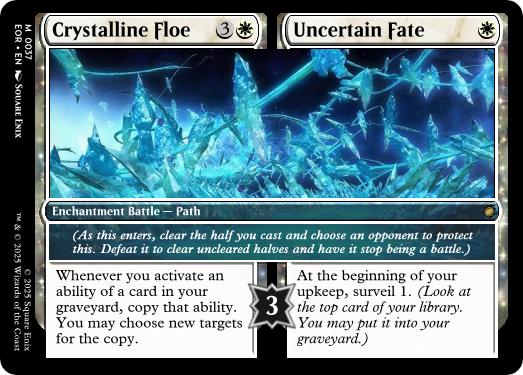 Crystalline Floe 3
Uncertain Fate
Enchantment Battle — Path
(As this enters, clear the half you cast and choose an opponent to protect
this. Defeat it to clear uncleared halves and have it stop being a battle.)
Whenever you activate an
ability of a card in your
graveyard, copy that ability.
You may choose new targets
for the copy.
3
At the beginning of your
upkeep, surveil 1. (Look at
the top card of your library.
You may put it into your
graveyard.)
M 0037
EOR • EN SQUARE ENIX
™ & © 2025 Wizards of the Coast
© 2025 Square Enix